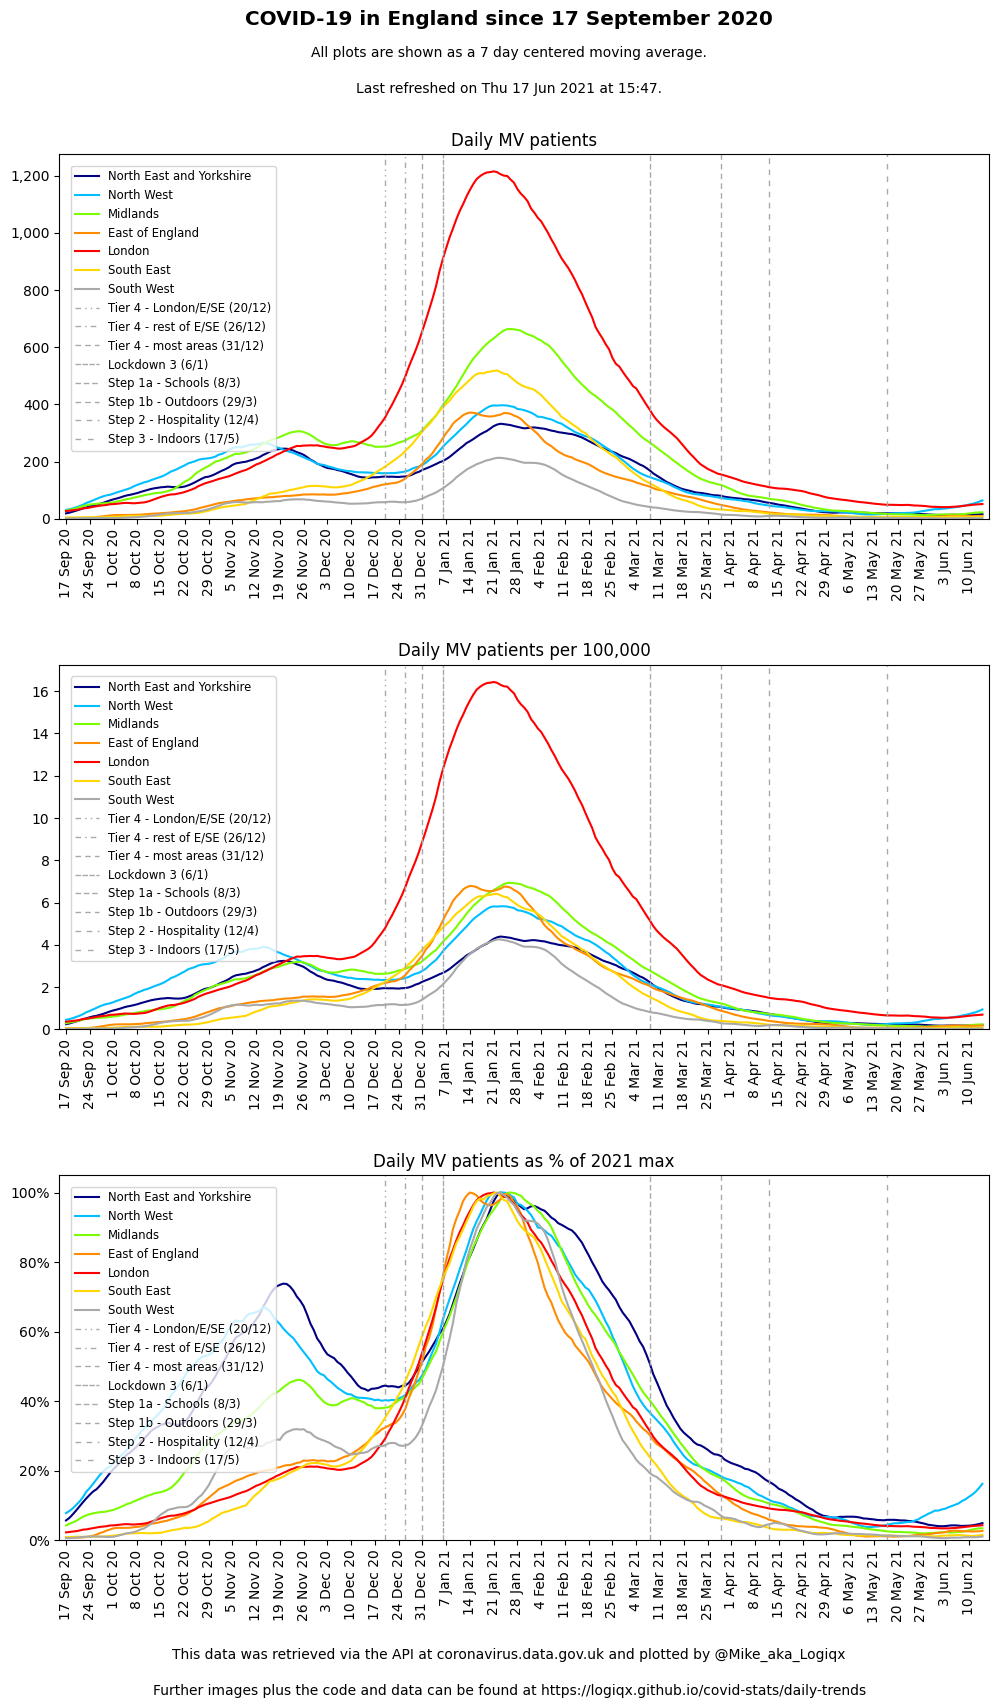 COVID-19 in England since 17 September 2020
All plots are shown as a 7 day centered moving average.
Last refreshed on Thu 17 Jun 2021 at 15:47.
Daily MV patients
1,200
1,000
800
600
400
200
0
North East and Yorkshire
North West
Midlands
East of England
London
South East
South West
Tier 4 - London/E/SE (20/12)
Tier 4 - rest of E/SE (26/12)
Tier 4 - most areas (31/12)
Lockdown 3 (6/1)
Step 1a - Schools (8/3)
Step 1b - Outdoors (29/3)
Step 2 - Hospitality (12/4)
Step 3 - Indoors (17/5)
17 Sep 20
24 Sep 20
1 Oct 20
8 Oct 20
15 Oct 20
22 Oct 20
29 Oct 20
5 Nov 20
12 Nov 20
19 Nov 20
26 Nov 20
3 Dec 20
10 Dec 20
17 Dec 20
24 Dec 20
31 Dec 20
7 Jan 21
14 Jan 21
21 Jan 21
28 Jan 21
4 Feb 21
11 Feb 21
18 Feb 21
25 Feb 21
4 Mar 21
11 Mar 21
18 Mar 21
25 Mar 21
1 Apr 21
8 Apr 21
15 Apr 21
22 Apr 21
29 Apr 21
6 May 21
13 May 21
20 May 21
27 May 21
3 Jun 21
10 Jun 21
Daily MV patients per 100,000
16
14
12
10
8
6
4
2
0
North East and Yorkshire
North West
Midlands
East of England
London
South East
South West
Tier 4 - London/E/SE (20/12)
Tier 4 - rest of E/SE (26/12)
Tier 4 - most areas (31/12)
Lockdown 3 (6/1)
Step 1a - Schools (8/3)
Step 1b - Outdoors (29/3)
Step 2 - Hospitality (12/4)
Step 3 - Indoors (17/5)
17 Sep 20
24 Sep 20
1 Oct 20
8 Oct 20
15 Oct 20
22 Oct 20
29 Oct 20
5 Nov 20
12 Nov 20
19 Nov 20
26 Nov 20
3 Dec 20
10 Dec 20
17 Dec 20
24 Dec 20
31 Dec 20
7 Jan 21
14 Jan 21
21 Jan 21
28 Jan 21
4 Feb 21
11 Feb 21
18 Feb 21
25 Feb 21
4 Mar 21
11 Mar 21
18 Mar 21
25 Mar 21
1 Apr 21
8 Apr 21
15 Apr 21
22 Apr 21
29 Apr 21
6 May 21
13 May 21
20 May 21
27 May 21
3 Jun 21
10 Jun 21
Daily MV patients as % of 2021 max
100%
80%
60%
40%
20%
0%
North East and Yorkshire
North West
Midlands
East of England
London
South East
South West
Tier 4 - London/E/SE (20/12)
Tier 4 - rest of E/SE (26/12)
Tier 4 - most areas (31/12)
Lockdown 3 (6/1)
Step 1a - Schools (8/3)
Step 1b - Outdoors (29/3)
Step 2 - Hospitality (12/4)
Step 3 - Indoors (17/5)
17 Sep 20
24 Sep 20
1 Oct 20
8 Oct 20
15 Oct 20
22 Oct 20
29 Oct 20
5 Nov 20
12 Nov 20
19 Nov 20
26 Nov 20
3 Dec 20
10 Dec 20
17 Dec 20
24 Dec 20
31 Dec 20
7 Jan 21
14 Jan 21
21 Jan 21
28 Jan 21
4 Feb 21
11 Feb 21
18 Feb 21
25 Feb 21
4 Mar 21
11 Mar 21
18 Mar 21
25 Mar 21
1 Apr 21
8 Apr 21
15 Apr 21
22 Apr 21
29 Apr 21
6 May 21
13 May 21
20 May 21
27 May 21
3 Jun 21
10 Jun 21
This data was retrieved via the API at coronavirus.data.gov.uk and plotted by @Mike_aka_Logiqx
Further images plus the code and data can be found at https://logiqx.github.io/covid-stats/daily-trends